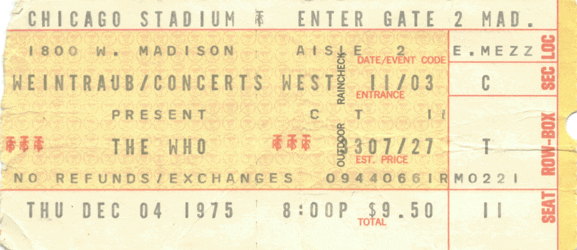 CHICAGO STADIUM ENTER GATE 2 MAD.
1800 W. MADISON AISLE 2 DATE/EVENT CODE E.MEZZ SEC LOC
WEINTRAUB/CONCERTS WEST 11/03 C
ENTRANCE
PRESENT C T 11
OUTDOOR RAINCHECK
THE WHO 307/27 T ROW-BOX
EST. PRICE
NO REFUNDS/EXCHANGES 09440661RM0221
THU DEC 04 1975 8:00P $9.50 11 SEAT
TOTAL